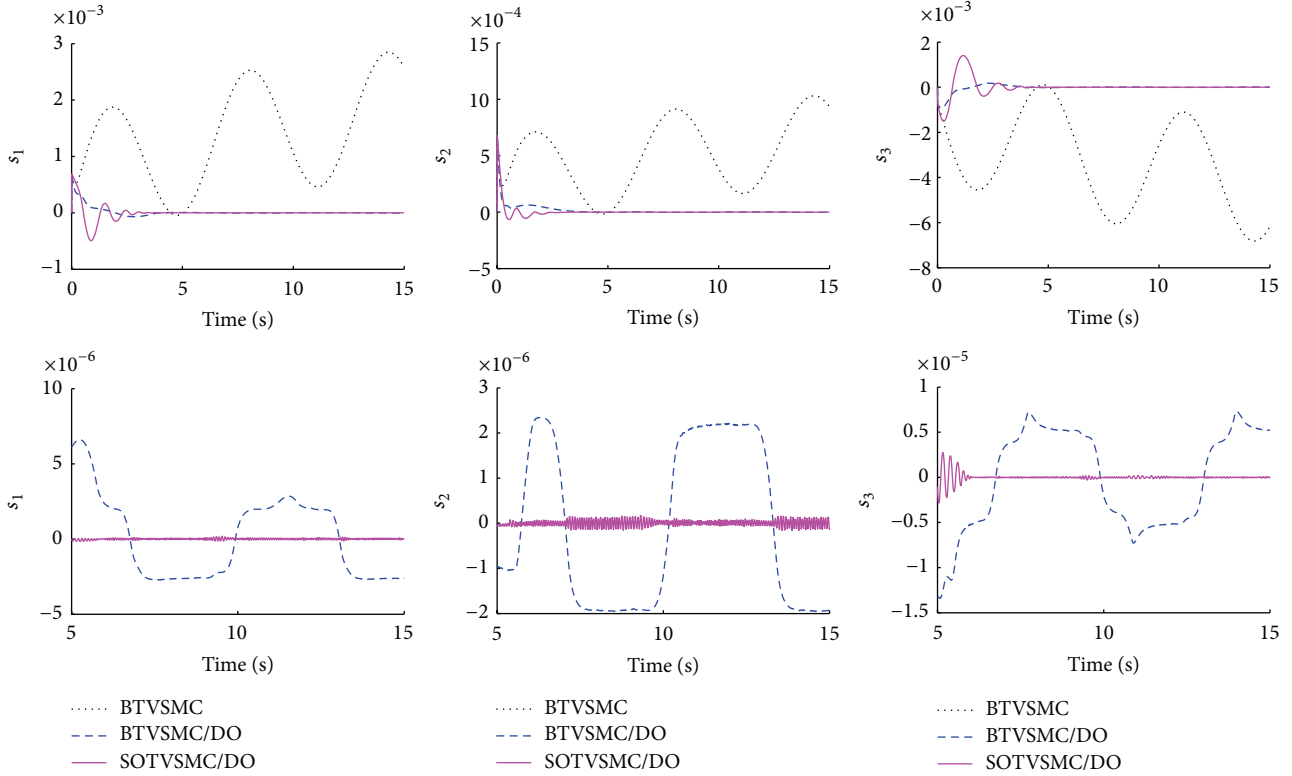 ×10⁻³
3
2
1
0
−1
s₁
0
5
10
15
Time (s)
×10⁻⁴
15
10
5
0
−5
s₂
0
5
10
15
Time (s)
×10⁻³
4
2
0
−2
−4
−6
−8
s₃
0
5
10
15
Time (s)
×10⁻⁶
10
5
0
−5
s₁
5
10
15
Time (s)
×10⁻⁶
3
2
1
0
−1
−2
s₂
5
10
15
Time (s)
×10⁻⁵
1
0.5
0
−0.5
−1
−1.5
s₃
5
10
15
Time (s)
BTVSMC
BTVSMC/DO
SOTVSMC/DO
BTVSMC
BTVSMC/DO
SOTVSMC/DO
BTVSMC
BTVSMC/DO
SOTVSMC/DO